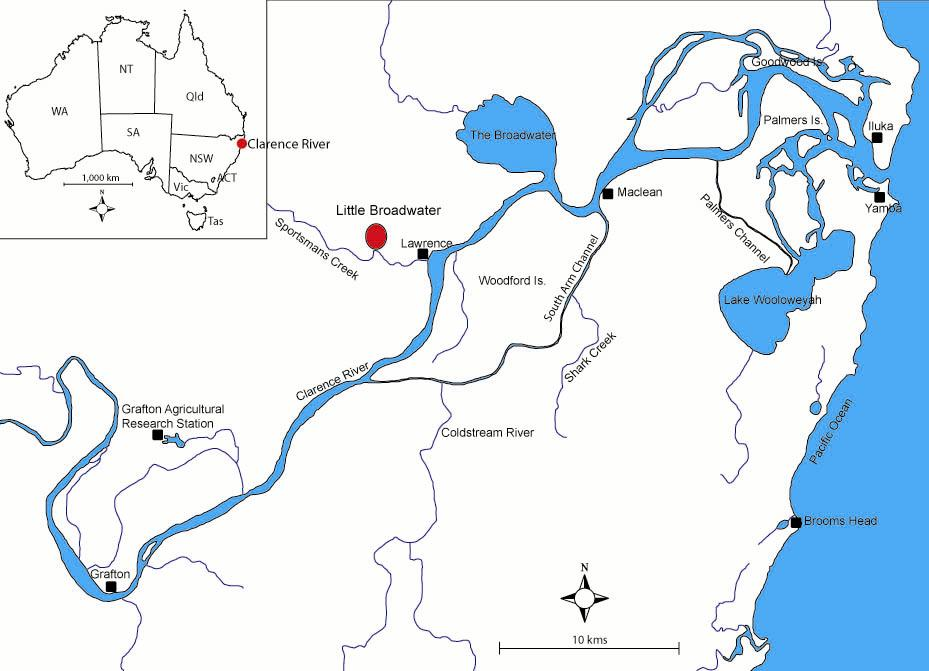 NT
WA
Qld
SA
Clarence River
NSW
ACT
Vic
1,000 km
N
Tas
Goodwood Is.
Palmers Is.
Iluka
The Broadwater
Maclean
Yamba
Palmers Channel
Little Broadwater
Sportsmans Creek
Lawrence
Woodford Is.
South Arm Channel
Lake Wooloweyah
Shark Creek
Clarence River
Grafton Agricultural
Research Station
Coldstream River
Pacific Ocean
Brooms Head
Grafton
N
10 kms